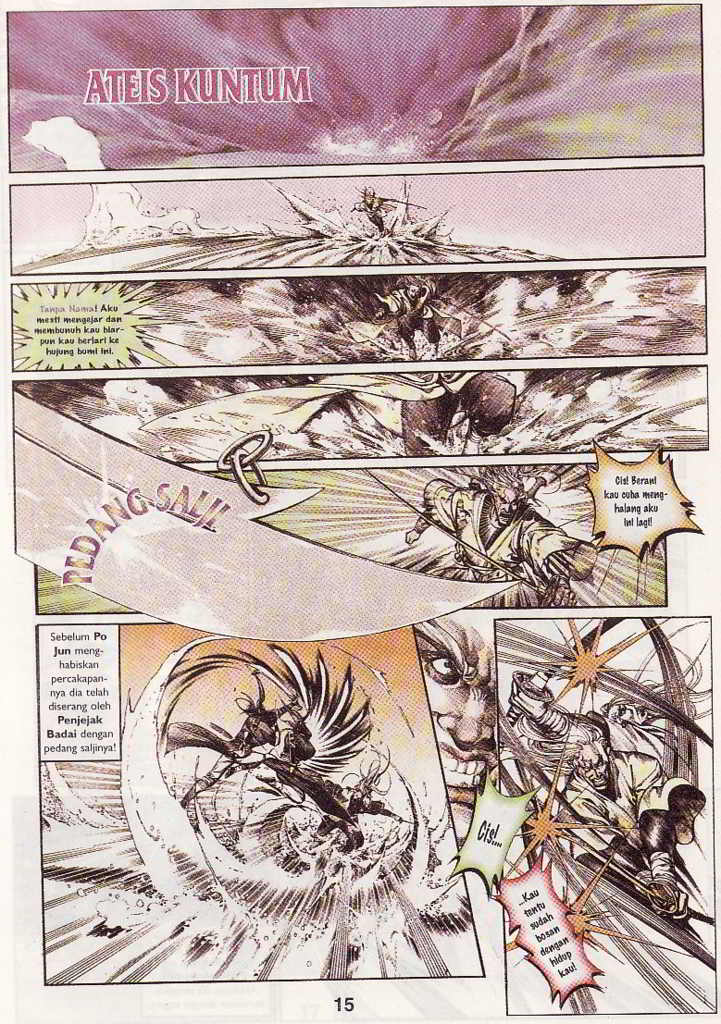 ATEIS KUNTUM
Tanpa Nama! Aku
mesti mengejar dan
membunuh kau biar-
pun kau berlari ke
hujung bumi ini.
PEDANG SALJI
Cis! Berani
kau cuba meng-
halang aku
ini lagi!
Sebelum Po
Jun meng-
habiskan
percakapan-
nya dia telah
diserang oleh
Penjejak
Badai dengan
pedang saljinya!
Cis!...
...Kau
tentu
sudah
bosan
dengan
hidup
kau!
15